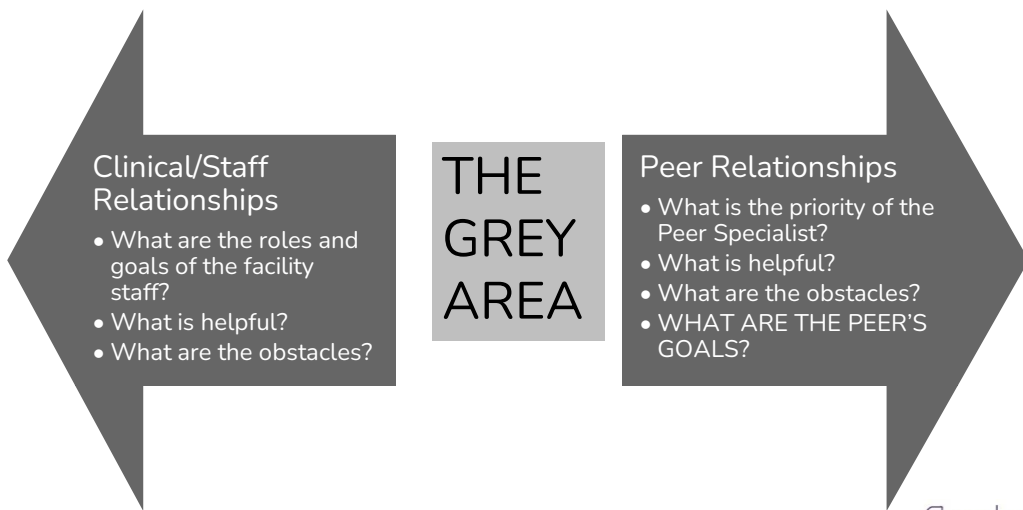 Clinical/Staff
Relationships
• What are the roles and
goals of the facility
staff?
• What is helpful?
• What are the obstacles?
THE
GREY
AREA
Peer Relationships
• What is the priority of the
Peer Specialist?
• What is helpful?
• What are the obstacles?
• WHAT ARE THE PEER’S
GOALS?